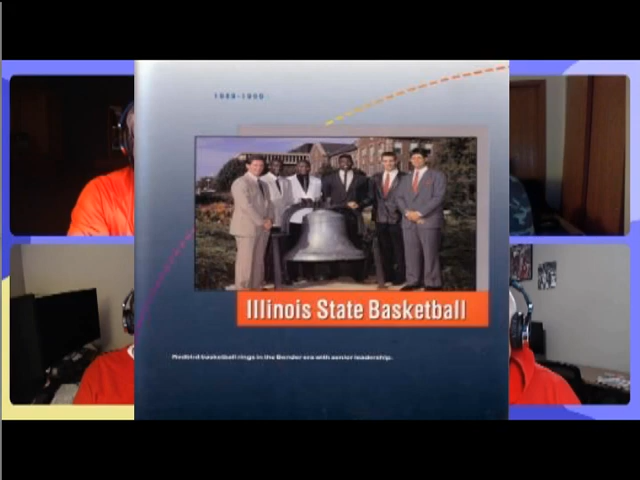 1989-1990
Illinois State Basketball
Redbird basketball rings in the Bender era with senior leadership.